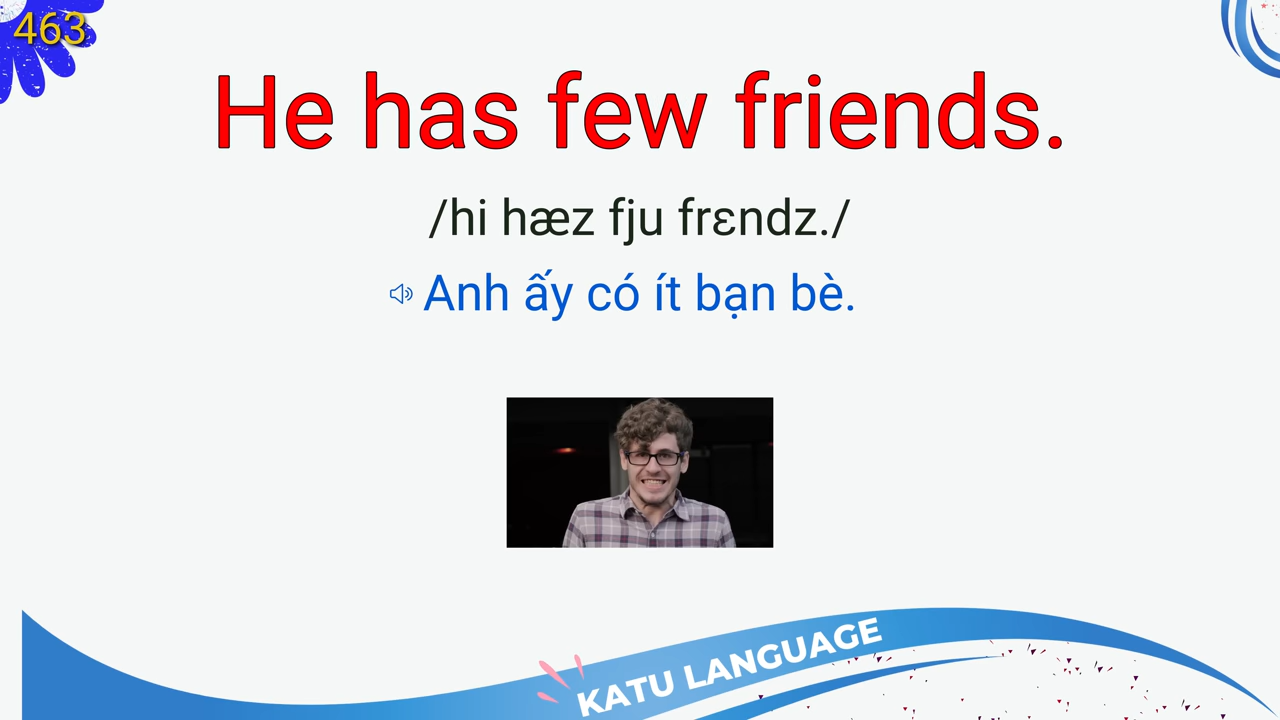 463
He has few friends.
/hi hæz fju frɛndz./
Anh ấy có ít bạn bè.
KATU LANGUAGE